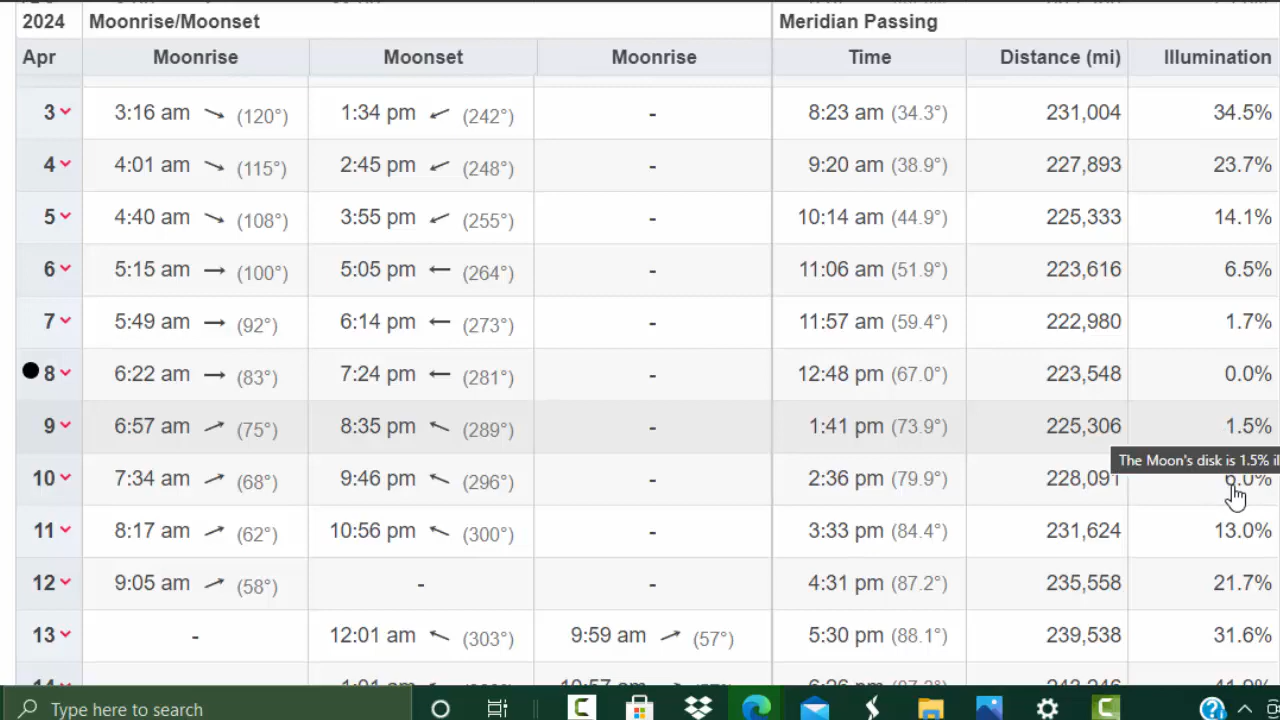 2024 Moonrise/Moonset Meridian Passing
Apr Moonrise Moonset Moonrise Time Distance (mi) Illumination
3 3:16 am (120°) 1:34 pm (242°) - 8:23 am (34.3°) 231,004 34.5%
4 4:01 am (115°) 2:45 pm (248°) - 9:20 am (38.9°) 227,893 23.7%
5 4:40 am (108°) 3:55 pm (255°) - 10:14 am (44.9°) 225,333 14.1%
6 5:15 am (100°) 5:05 pm (264°) - 11:06 am (51.9°) 223,616 6.5%
7 5:49 am (92°) 6:14 pm (273°) - 11:57 am (59.4°) 222,980 1.7%
8 6:22 am (83°) 7:24 pm (281°) - 12:48 pm (67.0°) 223,548 0.0%
9 6:57 am (75°) 8:35 pm (289°) - 1:41 pm (73.9°) 225,306 1.5%
The Moon's disk is 1.5% il
10 7:34 am (68°) 9:46 pm (296°) - 2:36 pm (79.9°) 228,091 6.0%
11 8:17 am (62°) 10:56 pm (300°) - 3:33 pm (84.4°) 231,624 13.0%
12 9:05 am (58°) - - 4:31 pm (87.2°) 235,558 21.7%
13 - 12:01 am (303°) 9:59 am (57°) 5:30 pm (88.1°) 239,538 31.6%
Type here to search